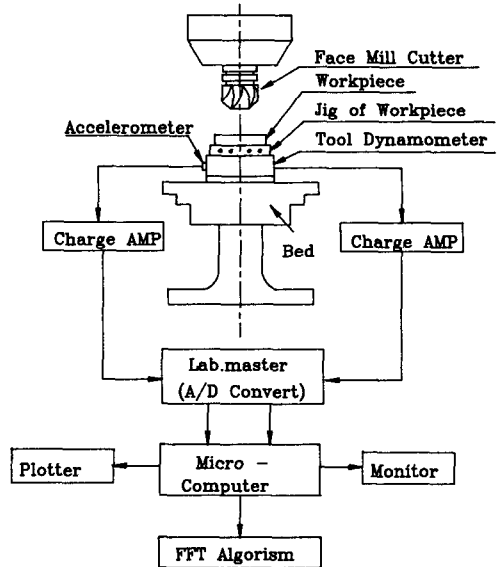 Face Mill Cutter
Workpiece
Jig of Workpiece
Accelerometer
Tool Dynamometer
Charge AMP
Charge AMP
Bed
Lab.master
(A/D Convert)
Plotter
Micro -
Computer
Monitor
FFT Algorism